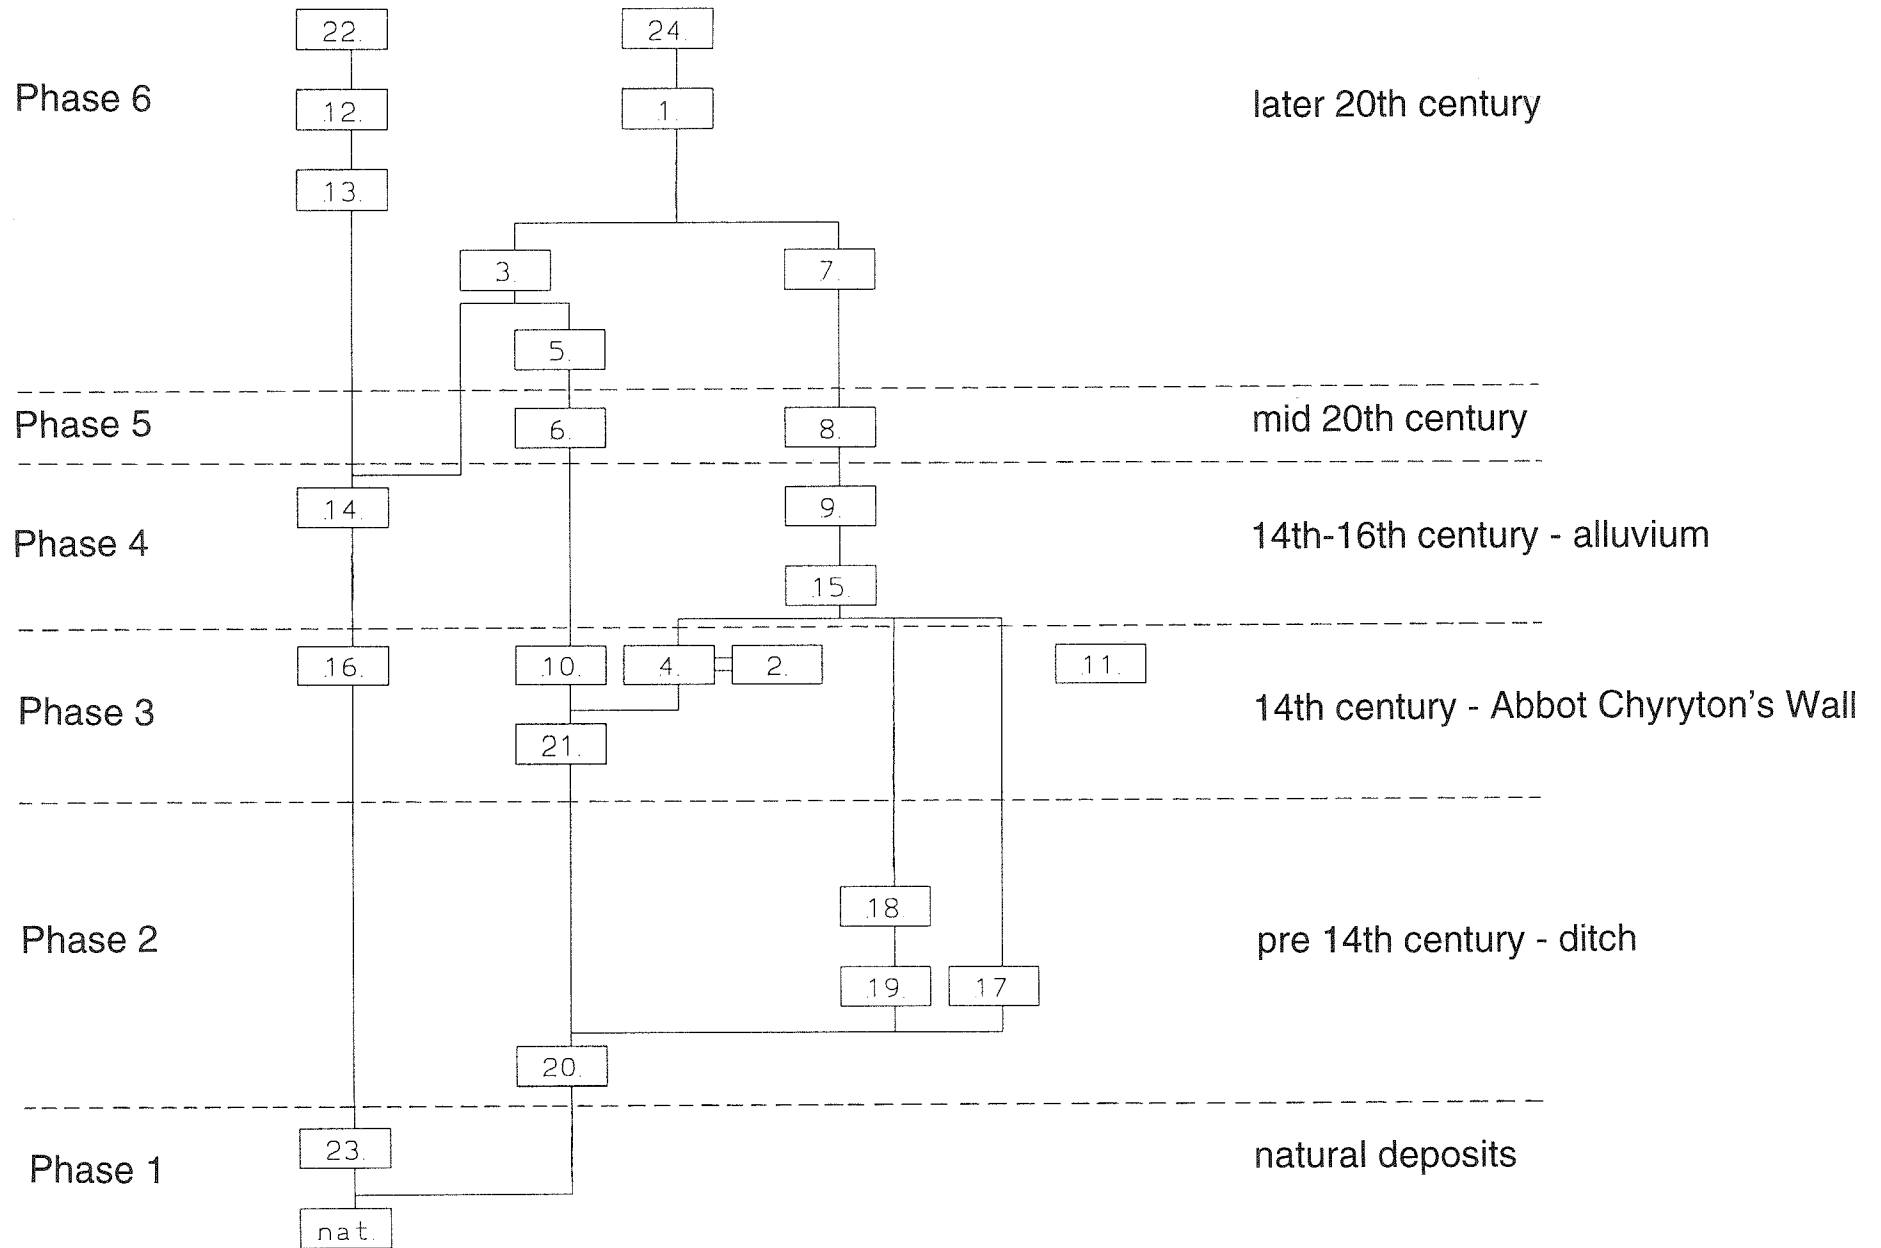 22.
24.
Phase 6
12.
1.
later 20th century
13.
3.
7.
5.
Phase 5
6.
8.
mid 20th century
14.
9.
Phase 4
14th-16th century - alluvium
15.
16.
10.
4.
2.
11.
Phase 3
14th century - Abbot Chyryton's Wall
21.
18.
Phase 2
pre 14th century - ditch
19.
17
20.
23.
Phase 1
natural deposits
nat.